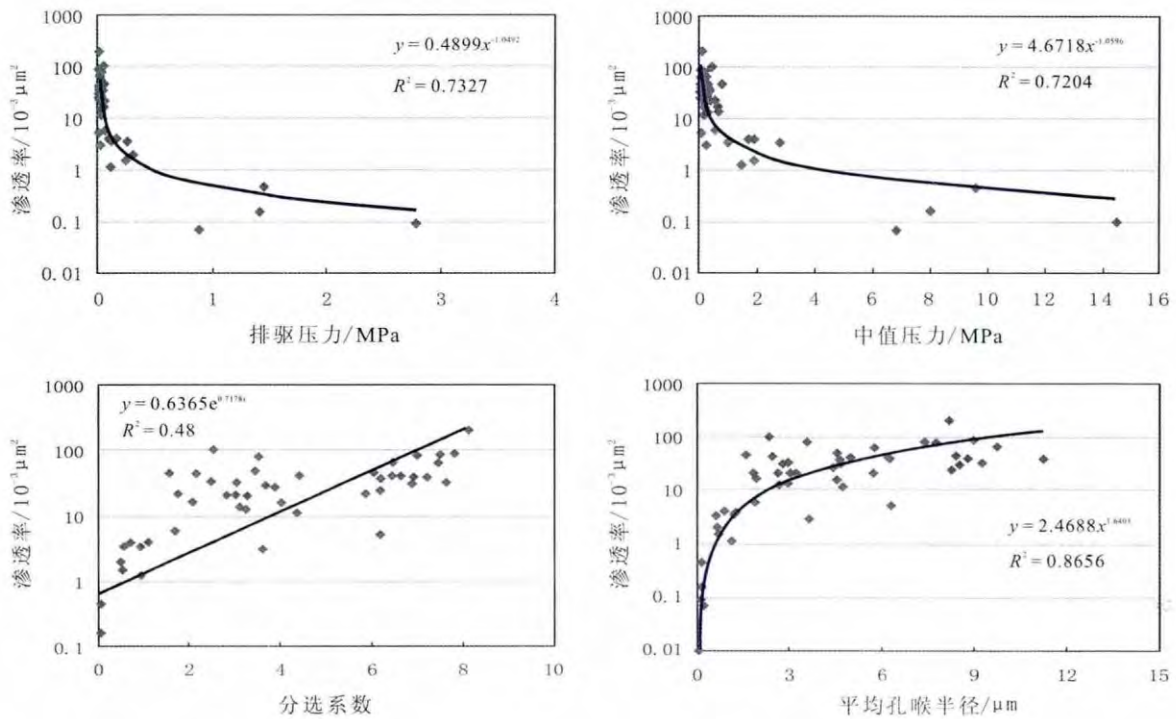 1000
100
10
1
0.1
0.01
渗透率/10⁻³μm²
y = 0.4899x⁻¹·⁰⁴⁹²
R² = 0.7327
0 1 2 3 4
排驱压力/MPa
1000
100
10
1
0.1
0.01
渗透率/10⁻³μm²
y = 4.6718x⁻¹·⁰⁵⁹⁶
R² = 0.7204
0 2 4 6 8 10 12 14 16
中值压力/MPa
1000
100
10
1
0.1
渗透率/10⁻³μm²
y = 0.6365e⁰·⁷¹⁷⁸ˣ
R² = 0.48
0 2 4 6 8 10
分选系数
1000
100
10
1
0.1
0.01
渗透率/10⁻³μm²
y = 2.4688x
R² = 0.8656
0 3 6 9 12 15
平均孔喉半径/μm